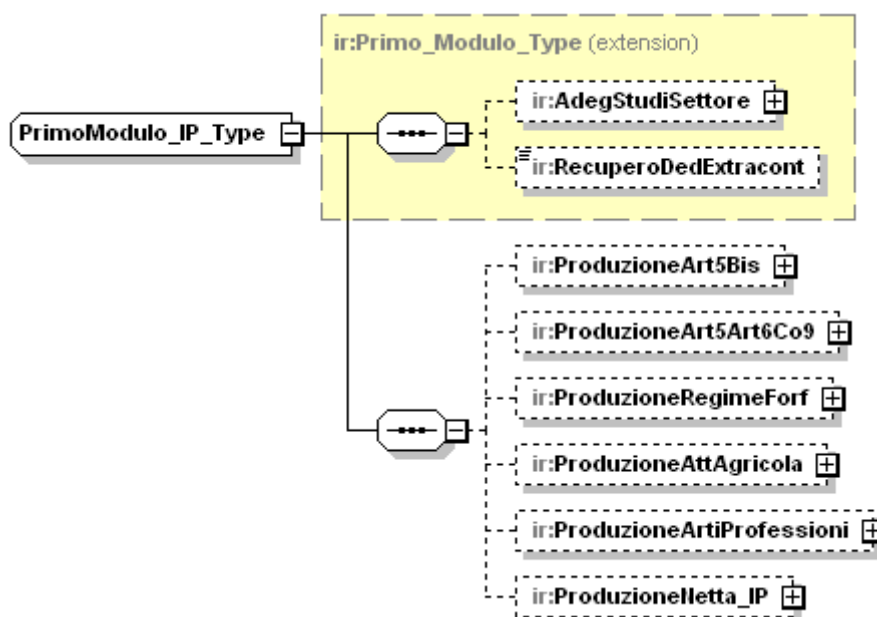 ir:Primo_Modulo_Type (extension)
ir:AdegStudiSettore
PrimoModulo_IP_Type
ir:RecuperoDedExtracont
ir:ProduzioneArt5Bis
ir:ProduzioneArt5Art6Co9
ir:ProduzioneRegimeForf
ir:ProduzioneAttAgricola
ir:ProduzioneArtiProfessioni
ir:ProduzioneNetta_IP